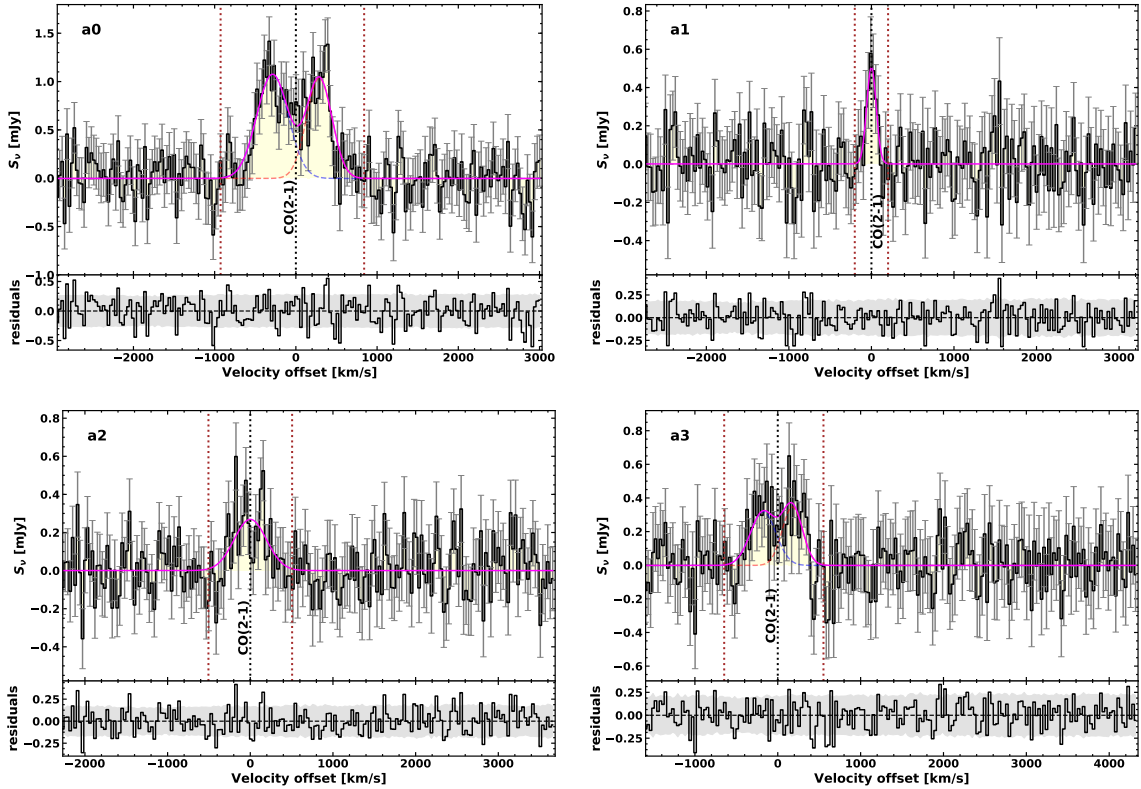 a0
1.5
1.0
0.5
0.0
−0.5
−1.0
Sν [mJy]
CO(2-1)
0.5
0.0
−0.5
residuals
−2000 −1000 0 1000 2000 3000
Velocity offset [km/s]
a1
0.8
0.6
0.4
0.2
0.0
−0.2
−0.4
Sν [mJy]
CO(2-1)
0.25
0.00
−0.25
residuals
−2000 −1000 0 1000 2000 3000
Velocity offset [km/s]
a2
0.8
0.6
0.4
0.2
0.0
−0.2
−0.4
Sν [mJy]
CO(2-1)
0.25
0.00
−0.25
residuals
−2000 −1000 0 1000 2000 3000
Velocity offset [km/s]
a3
0.8
0.6
0.4
0.2
0.0
−0.2
−0.4
−0.6
Sν [mJy]
CO(2-1)
0.25
0.00
−0.25
residuals
−1000 0 1000 2000 3000 4000
Velocity offset [km/s]